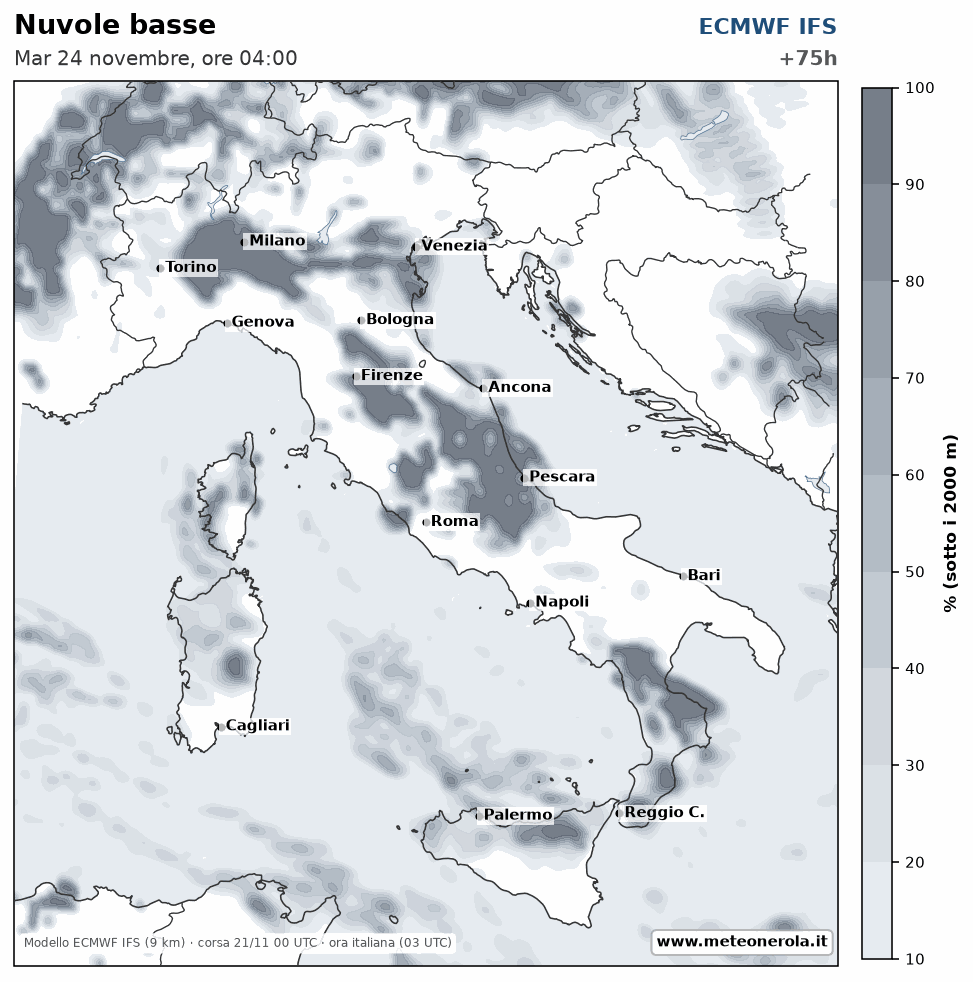 Nuvole basse
ECMWF IFS
Mar 24 novembre, ore 04:00
+75h
Milano
Venezia
Torino
Genova
Bologna
Firenze
Ancona
Pescara
Roma
Bari
Napoli
Cagliari
Palermo
Reggio C.
100
90
80
70
60
50
40
30
20
10
% (sotto i 2000 m)
Modello ECMWF IFS (9 km) · corsa 21/11 00 UTC · ora italiana (03 UTC)
www.meteonerola.it